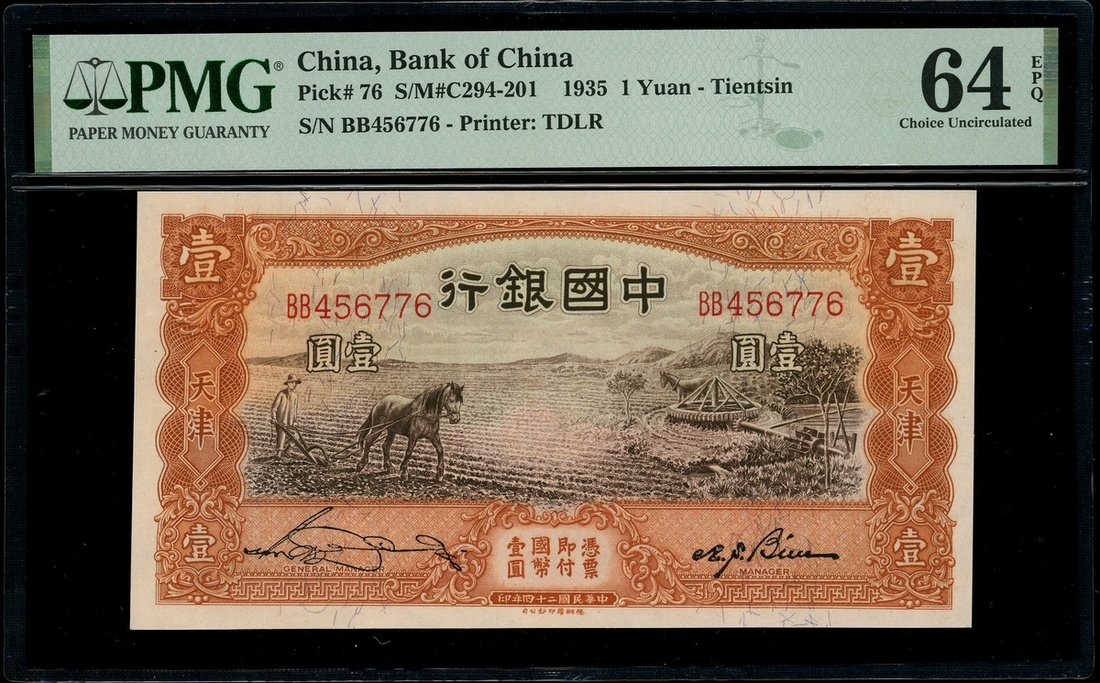 PMG®
PAPER MONEY GUARANTY
China, Bank of China
Pick# 76 S/M#C294-201 1935 1 Yuan - Tientsin
S/N BB456776 - Printer: TDLR
64 EPQ
Choice Uncirculated
壹
壹
行銀國中
BB456776
BB456776
圓壹
圓壹
天津
天津
憑票
即付
國幣
壹圓
壹
壹
GENERAL MANAGER
MANAGER
印年四十二國民華中